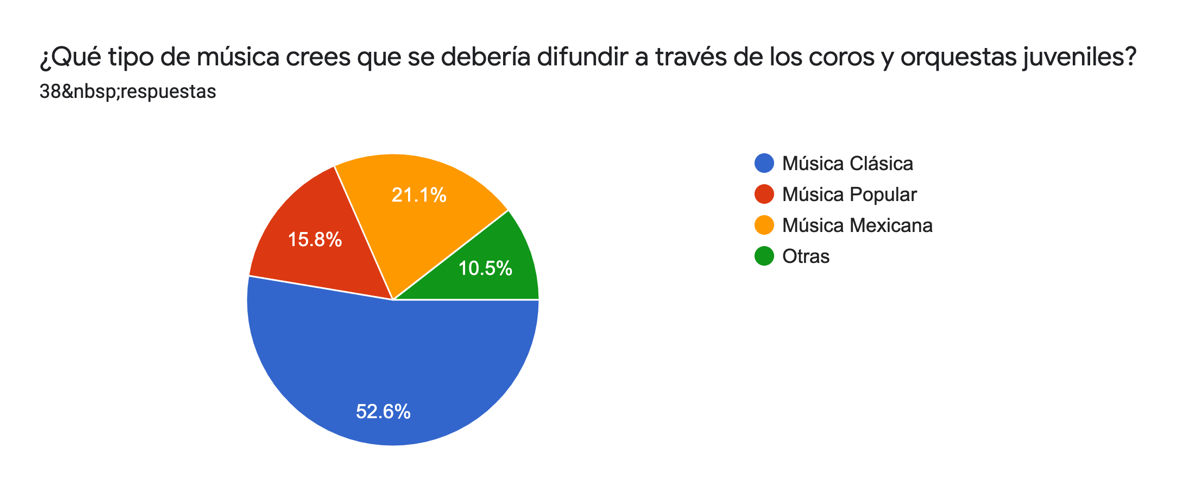 ¿Qué tipo de música crees que se debería difundir a través de los coros y orquestas juveniles?
38&nbsp;respuestas
Música Clásica
Música Popular
Música Mexicana
Otras
21.1%
15.8%
10.5%
52.6%